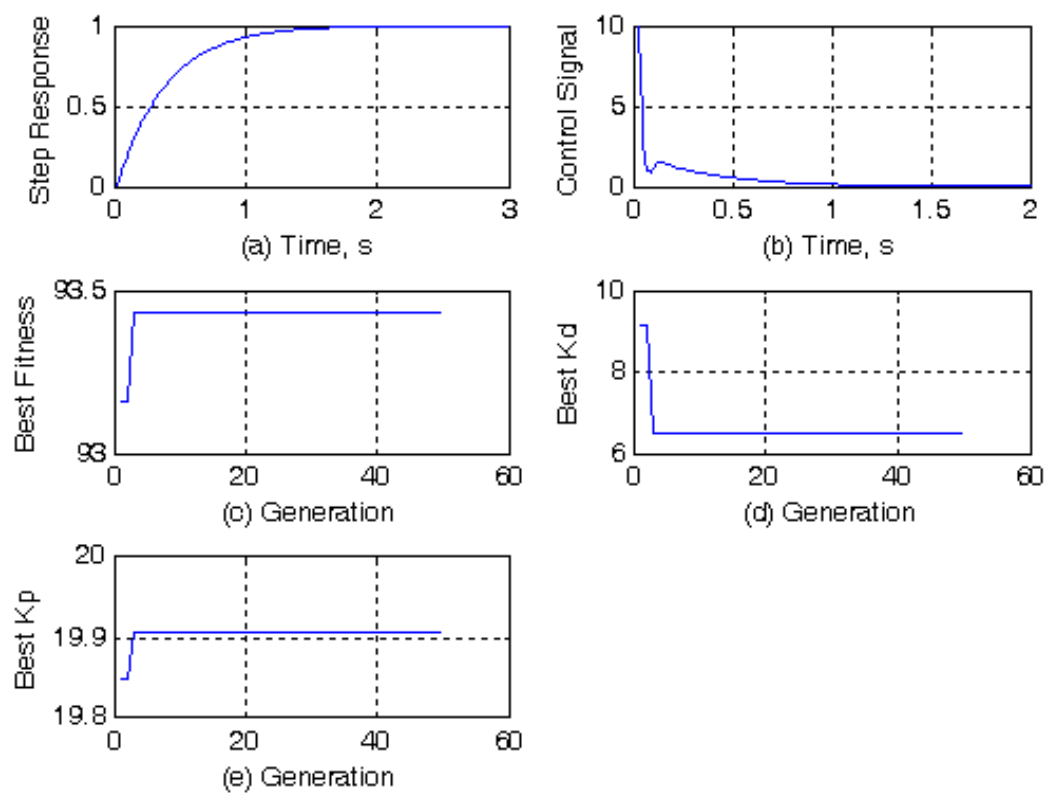 Step Response
1
0.5
0
0 1 2 3
(a) Time, s
Control Signal
10
5
0
0 0.5 1 1.5 2
(b) Time, s
Best Fitness
93.5
93
0 20 40 60
(c) Generation
Best Kd
10
8
6
0 20 40 60
(d) Generation
Best Kp
20
19.9
19.8
0 20 40 60
(e) Generation